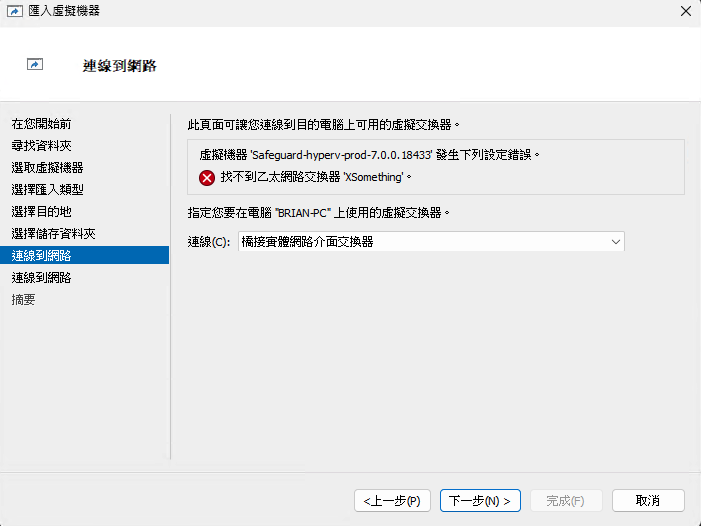 匯入虛擬機器
連線到網路
在您開始前
尋找資料夾
選取虛擬機器
選擇匯入類型
選擇目的地
選擇儲存資料夾
連線到網路
連線到網路
摘要
此頁面可讓您連線到目的電腦上可用的虛擬交換器。
虛擬機器 'Safeguard-hyperv-prod-7.0.0.18433' 發生下列設定錯誤。
找不到乙太網路交換器 'XSomething'。
指定您要在電腦 "BRIAN-PC" 上使用的虛擬交換器。
連線(C): 橋接實體網路介面交換器
<上一步(P) 下一步(N) > 完成(F) 取消